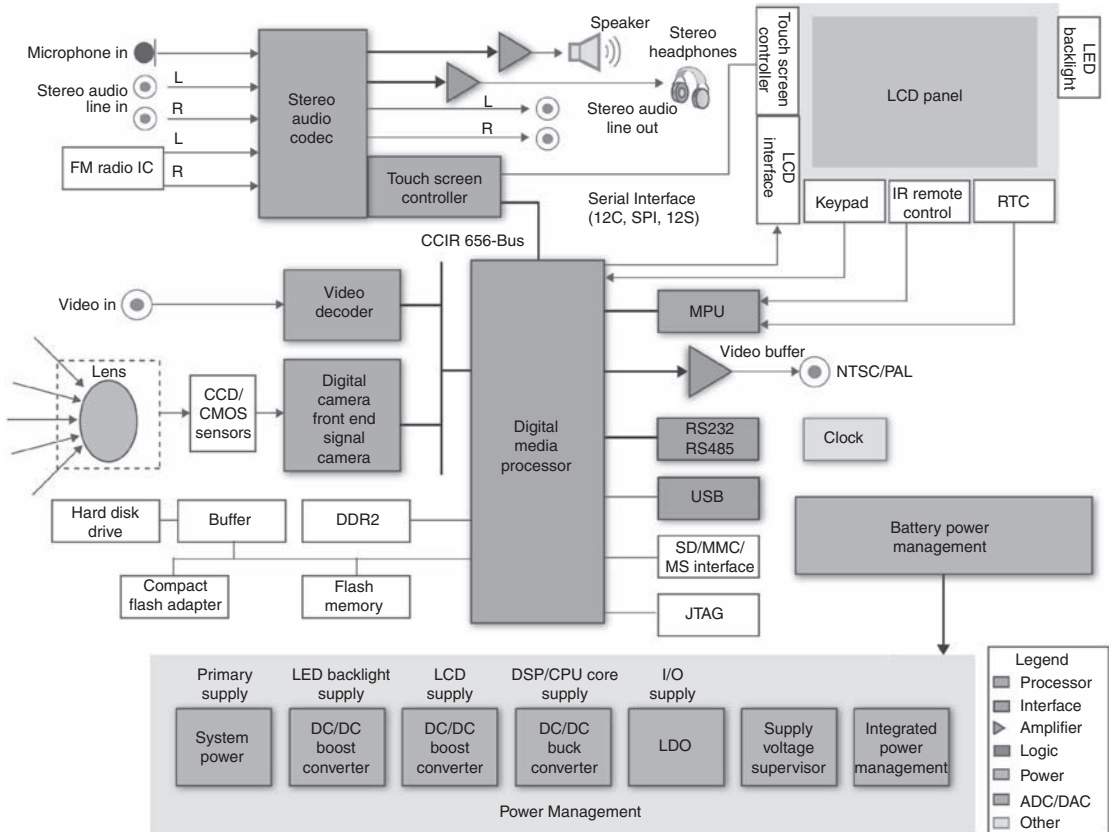 Microphone in
Stereo audio
line in
L
R
L
R
FM radio IC
Stereo
audio
codec
Speaker
Stereo
headphones
L
R
Stereo audio
line out
Touch screen
controller
Touch screen
controller
LCD
interface
LCD panel
LED
backlight
Keypad
IR remote
control
RTC
Serial Interface
(12C, SPI, 12S)
CCIR 656-Bus
Video in
Video
decoder
Lens
CCD/
CMOS
sensors
Digital
camera
front end
signal
camera
Digital
media
processor
MPU
Video buffer
NTSC/PAL
RS232
RS485
Clock
USB
SD/MMC/
MS interface
JTAG
Hard disk
drive
Buffer
DDR2
Compact
flash adapter
Flash
memory
Battery power
management
Primary
supply
LED backlight
supply
LCD
supply
DSP/CPU core
supply
I/O
supply
System
power
DC/DC
boost
converter
DC/DC
boost
converter
DC/DC
buck
converter
LDO
Supply
voltage
supervisor
Integrated
power
management
Power Management
Legend
Processor
Interface
Amplifier
Logic
Power
ADC/DAC
Other